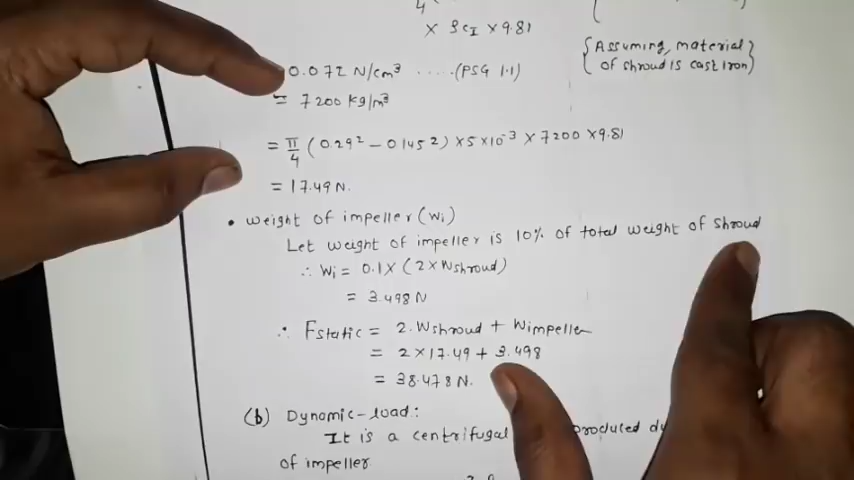 4
× ρCI × 9.81
{Assuming, material of shroud is cast iron}
0.072 N/cm³ .....(PSG 1.1)
= 7200 kg/m³
= π/4 (0.29² - 0.145²) × 5×10⁻³ × 7200 × 9.81
= 17.49 N.
• Weight of impeller (Wi)
Let weight of impeller is 10% of total weight of shroud
∴ Wi = 0.1 × (2 × Wshroud)
= 3.498 N
∴ Fstatic = 2.Wshroud + Wimpeller
= 2 × 17.49 + 3.498
= 38.478 N.
(b) Dynamic-load:
It is a centrifugal produced
of impeller.